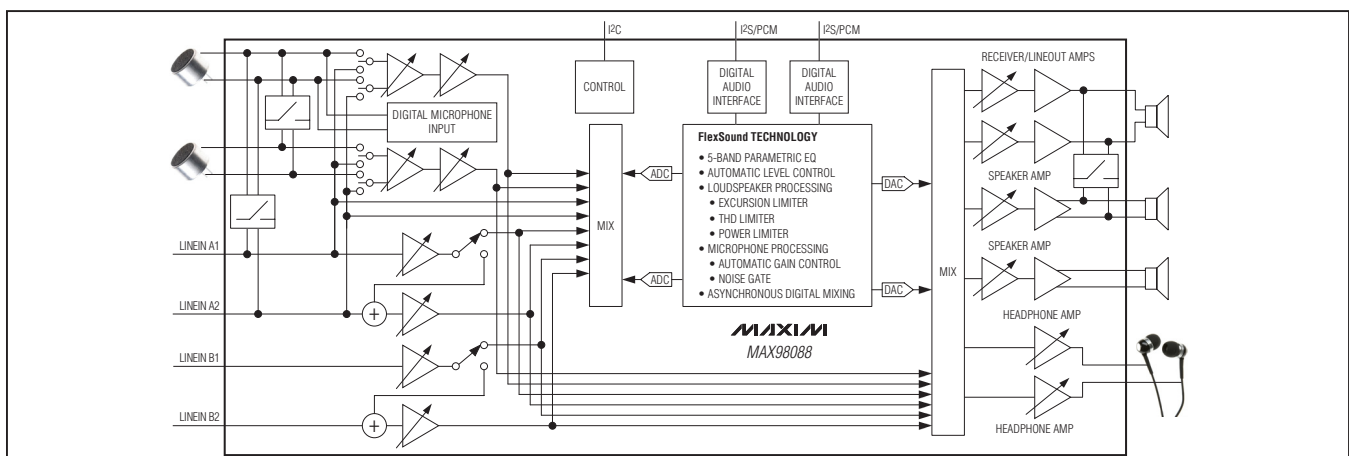 I²C
I²S/PCM
I²S/PCM
RECEIVER/LINEOUT AMPS
CONTROL
DIGITAL
AUDIO
INTERFACE
DIGITAL
AUDIO
INTERFACE
DIGITAL MICROPHONE
INPUT
FlexSound TECHNOLOGY
• 5-BAND PARAMETRIC EQ
• AUTOMATIC LEVEL CONTROL
• LOUDSPEAKER PROCESSING
• EXCURSION LIMITER
• THD LIMITER
• POWER LIMITER
• MICROPHONE PROCESSING
• AUTOMATIC GAIN CONTROL
• NOISE GATE
• ASYNCHRONOUS DIGITAL MIXING
ADC
ADC
DAC
DAC
MIX
MIX
SPEAKER AMP
SPEAKER AMP
HEADPHONE AMP
HEADPHONE AMP
LINEIN A1
LINEIN A2
LINEIN B1
LINEIN B2
+
+
MAXIM
MAX98088